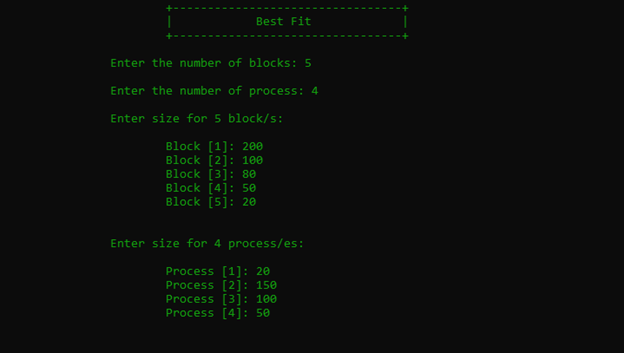 +---------------------------------+
| Best Fit |
+---------------------------------+
Enter the number of blocks: 5
Enter the number of process: 4
Enter size for 5 block/s:
Block [1]: 200
Block [2]: 100
Block [3]: 80
Block [4]: 50
Block [5]: 20
Enter size for 4 process/es:
Process [1]: 20
Process [2]: 150
Process [3]: 100
Process [4]: 50